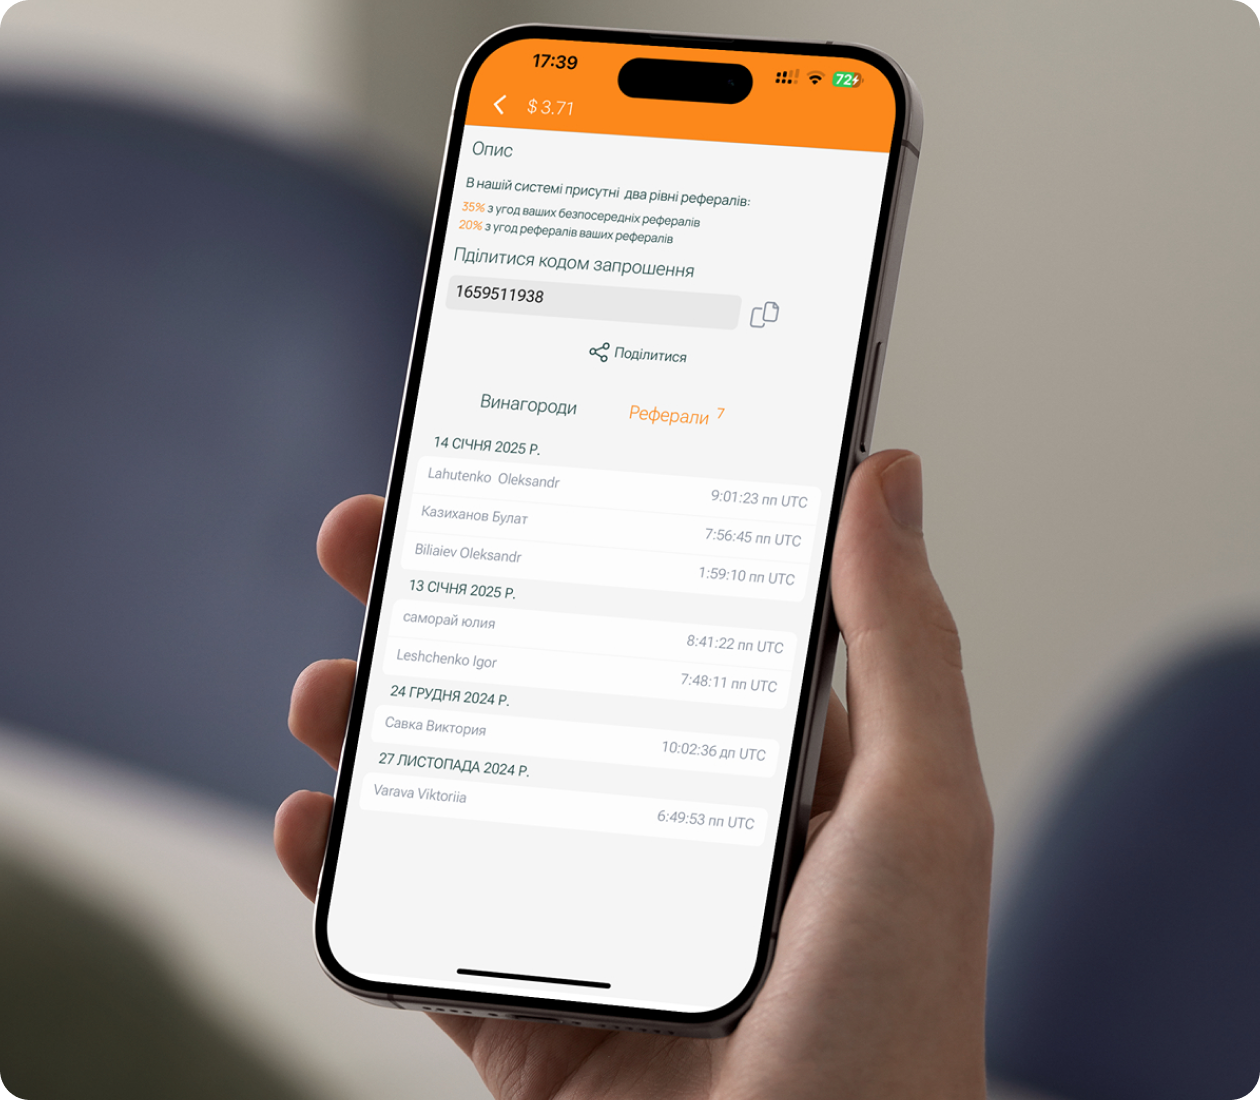 17:39
72
$ 3.71
Опис
В нашій системі присутні два рівні рефералів:
35% з угод ваших безпосередніх рефералів
20% з угод рефералів ваших рефералів
Пділитися кодом запрошення
1659511938
Поділитися
Винагороди Реферали 7
14 СІЧНЯ 2025 Р.
Lahutenko Oleksandr 9:01:23 пп UTC
Казиханов Булат 7:56:45 пп UTC
Biliaiev Oleksandr 1:59:10 пп UTC
13 СІЧНЯ 2025 Р.
саморай юлия 8:41:22 пп UTC
Leshchenko Igor 7:48:11 пп UTC
24 ГРУДНЯ 2024 Р.
Савка Виктория 10:02:36 дп UTC
27 ЛИСТОПАДА 2024 Р.
Varava Viktoriia 6:49:53 пп UTC